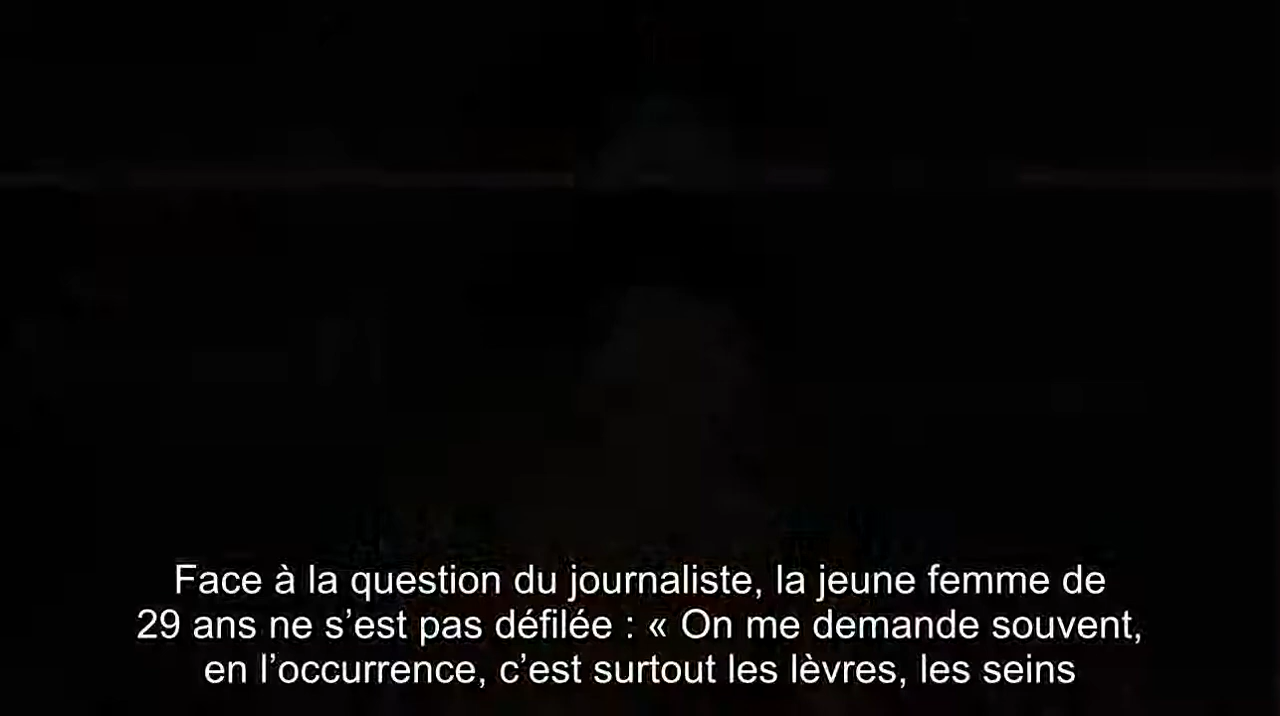 Face à la question du journaliste, la jeune femme de
29 ans ne s’est pas défilée : « On me demande souvent,
en l’occurrence, c’est surtout les lèvres, les seins